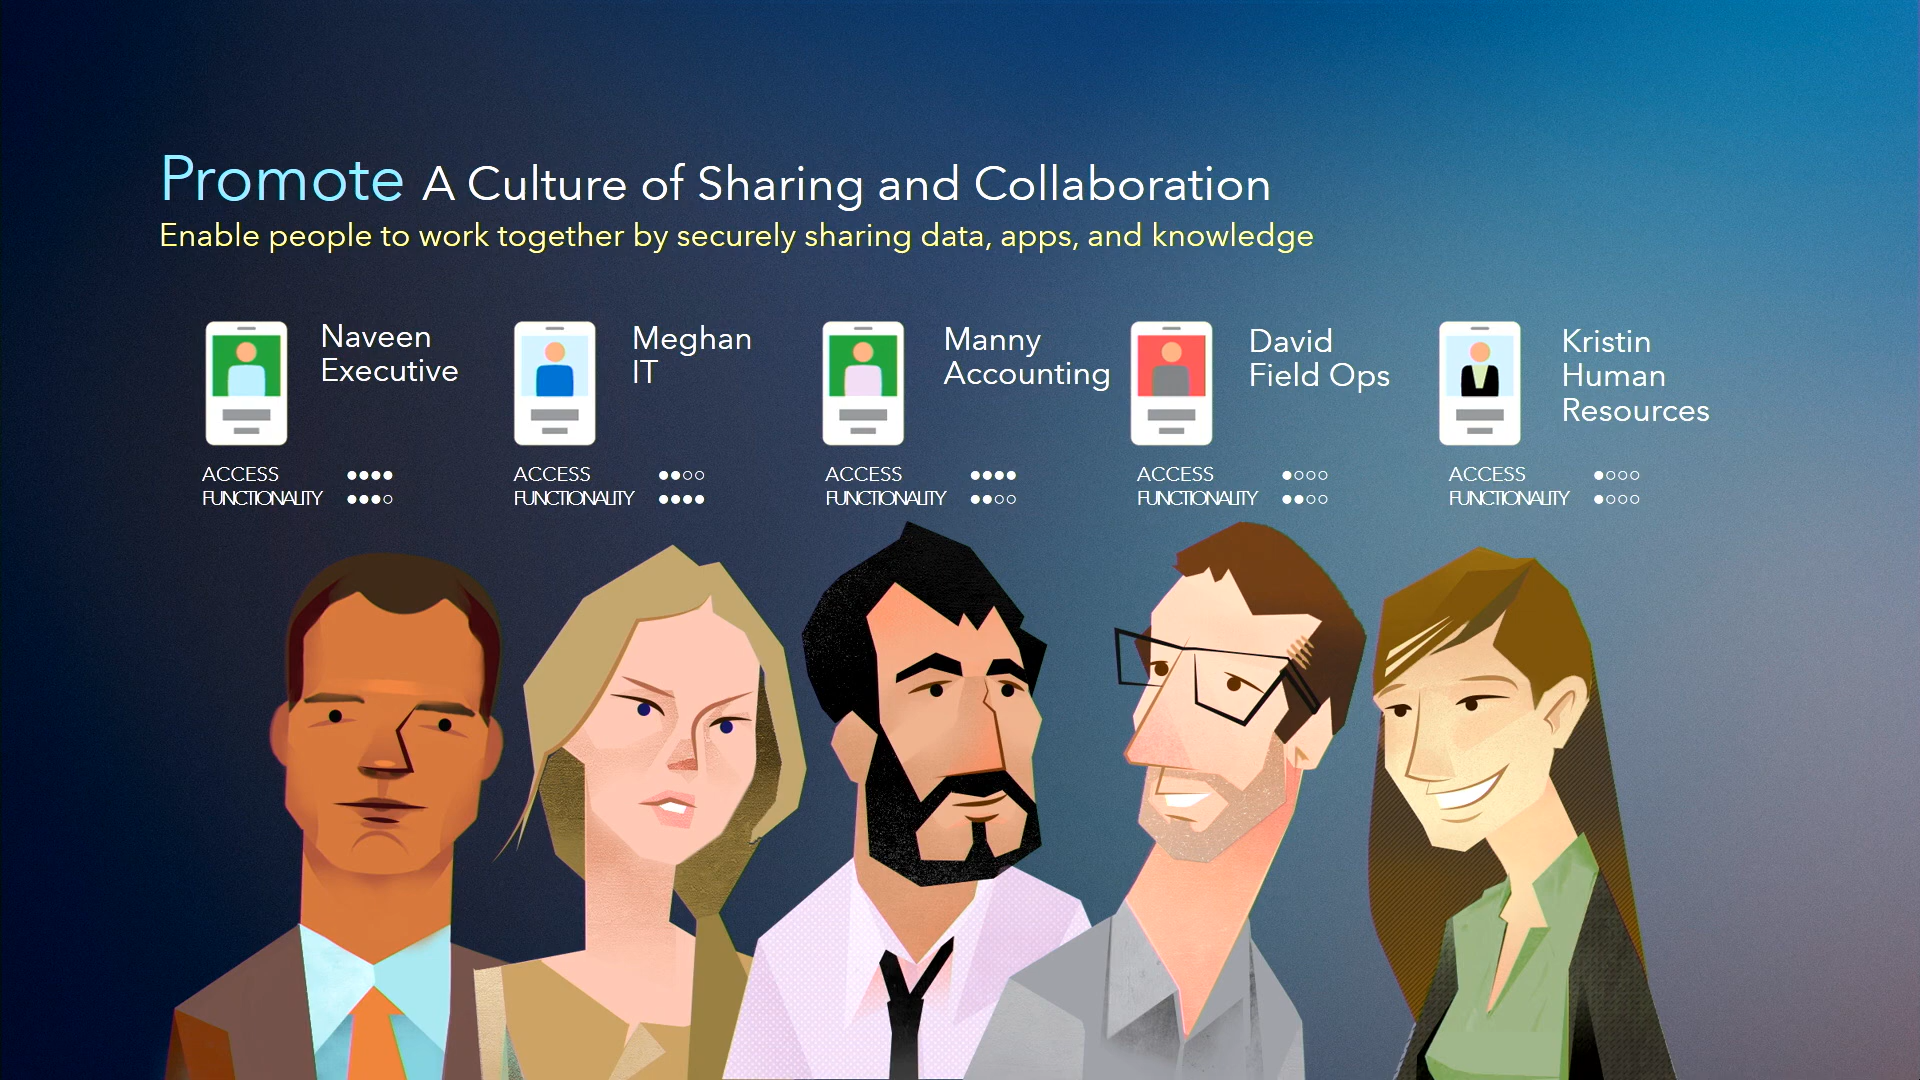 Promote A Culture of Sharing and Collaboration
Enable people to work together by securely sharing data, apps, and knowledge
Naveen
Executive
ACCESS
FUNCTIONALITY
Meghan
IT
ACCESS
FUNCTIONALITY
Manny
Accounting
ACCESS
FUNCTIONALITY
David
Field Ops
ACCESS
FUNCTIONALITY
Kristin
Human
Resources
ACCESS
FUNCTIONALITY